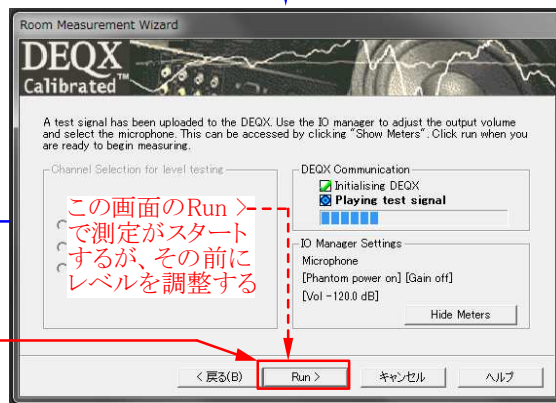 Room Measurement Wizard
DEQX
Calibrated™
A test signal has been uploaded to the DEQX. Use the IO manager to adjust the output volume
and select the microphone. This can be accessed by clicking "Show Meters". Click run when you
are ready to begin measuring.
Channel Selection for level testing
この画面のRun >
で測定がスタート
するが、その前に
レベルを調整する
DEQX Communication
Initialising DEQX
Playing test signal
IO Manager Settings
Microphone
[Phantom power on] [Gain off]
[Vol -120.0 dB]
Hide Meters
< 戻る(B)
Run >
キャンセル
ヘルプ